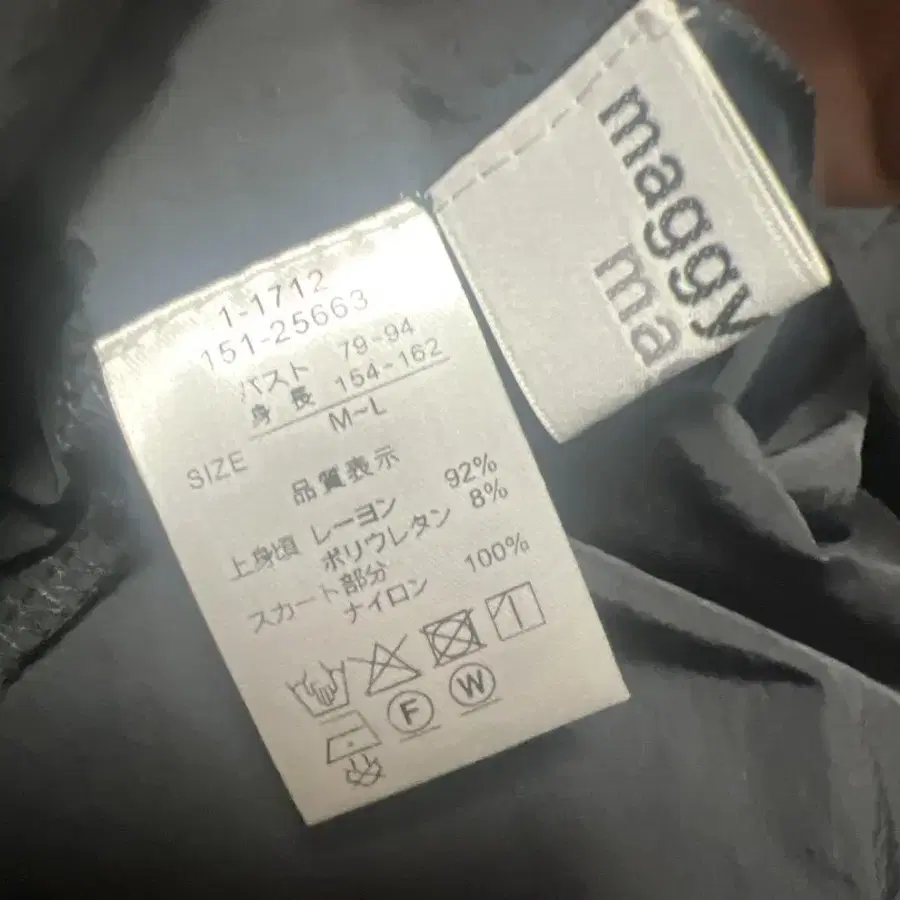 1-1712
151-25663
バスト 79-94
身長 154-162
SIZE M~L
品質表示
上身頃 レーヨン 92%
ポリウレタン 8%
スカート部分
ナイロン 100%
F W
maggy
ma